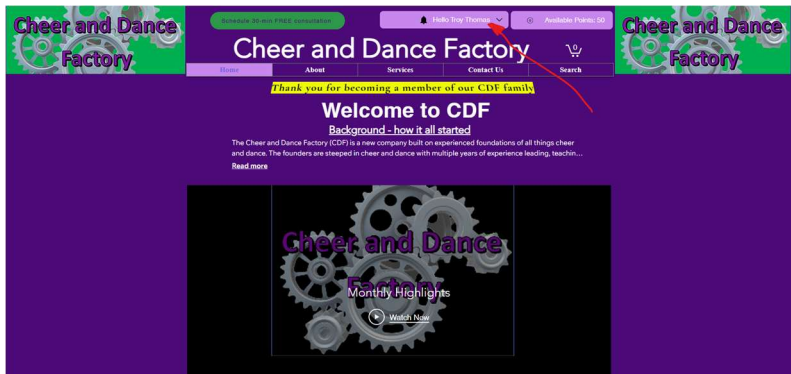 Cheer and Dance
Factory
Schedule 30-min FREE consultation
Hello Troy Thomas
Available Points: 50
Cheer and Dance
Factory
Cheer and Dance Factory
0
Home
About
Services
Contact Us
Search
Thank you for becoming a member of our CDF family
Welcome to CDF
Background - how it all started
The Cheer and Dance Factory (CDF) is a new company built on experienced foundations of all things cheer
and dance. The founders are steeped in cheer and dance with multiple years of experience leading, teachin...
Read more
Cheer and Dance
Factory
Monthly Highlights
Watch Now